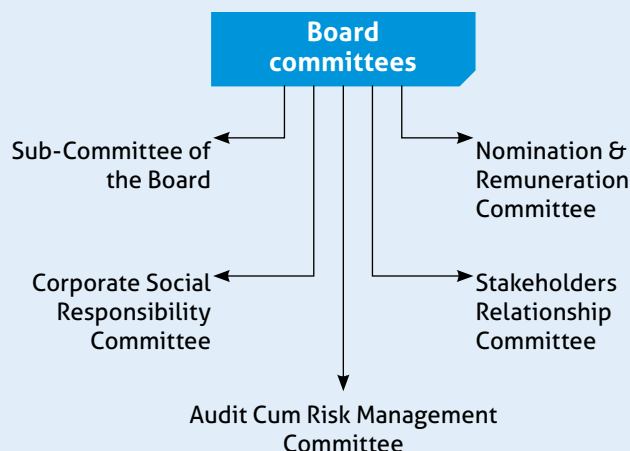 Board
committees
Sub-Committee of
the Board
Nomination &
Remuneration
Committee
Corporate Social
Responsibility
Committee
Stakeholders
Relationship
Committee
Audit Cum Risk Management
Committee